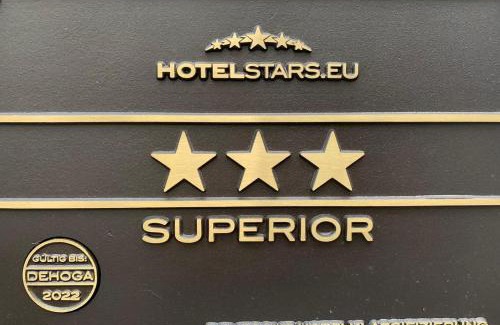 HOTELSTARS.EU
SUPERIOR
GÜLTIG BIS:
DEHOGA
2022